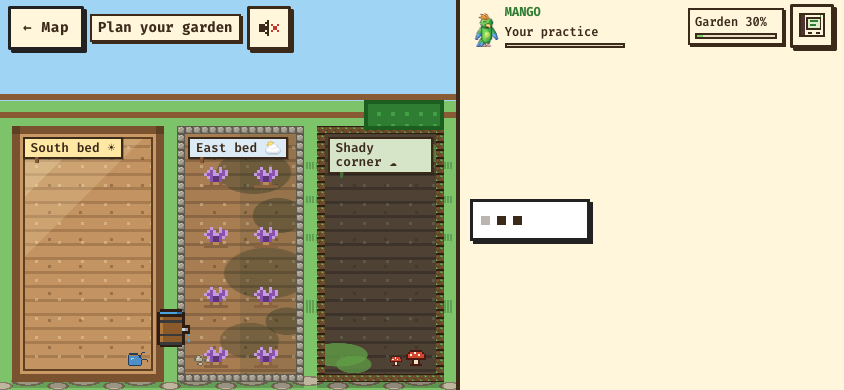 ← Map
Plan your garden
MANGO
Your practice
Garden 30%
South bed ☀
East bed ⛅
Shady
corner ☁